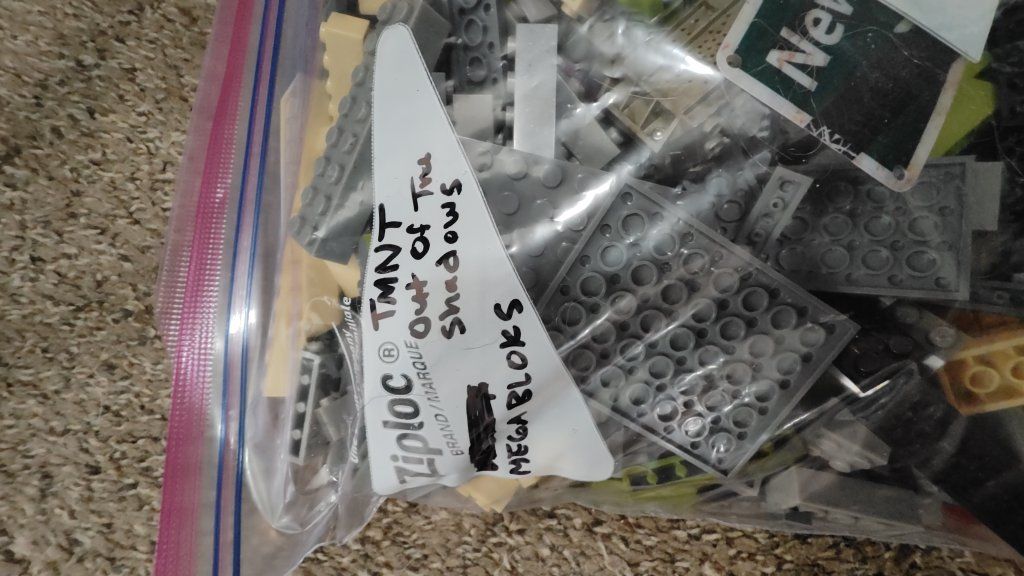 Ziploc ® TMNT
BRAND/MARQUE Out of The
Shadows
MEGABLOKS
New